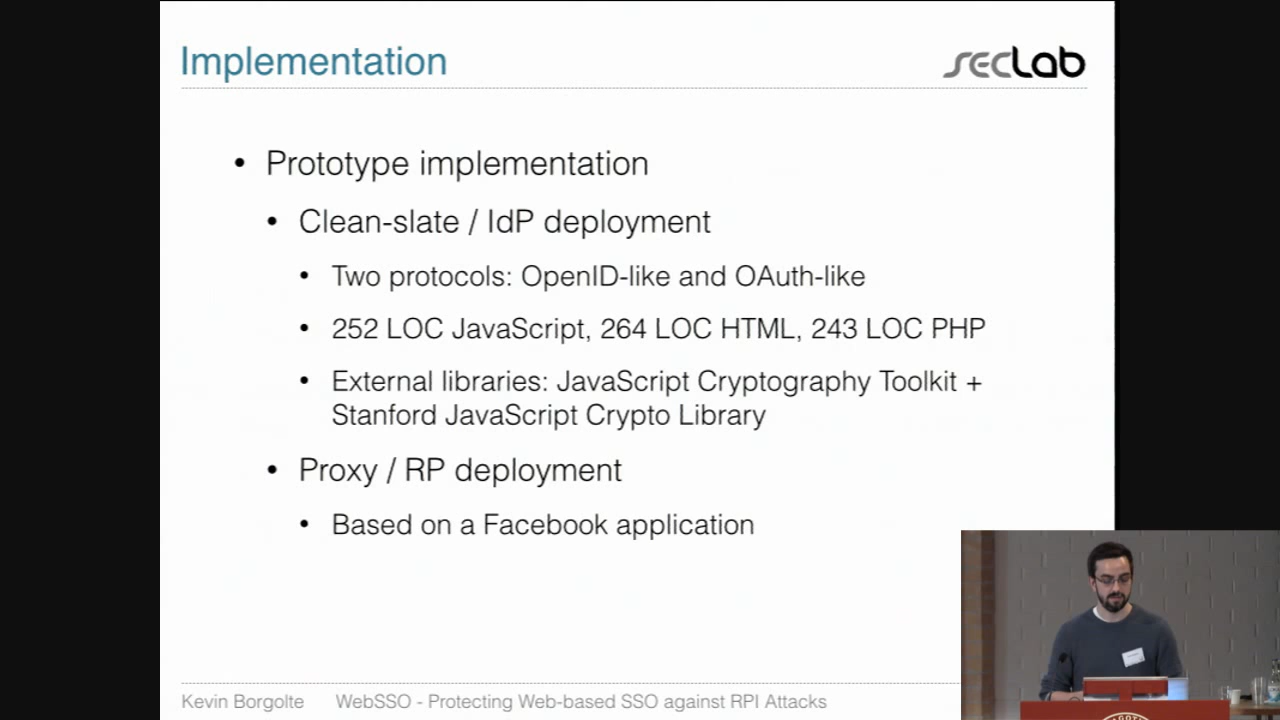 Implementation
secLab
• Prototype implementation
• Clean-slate / IdP deployment
• Two protocols: OpenID-like and OAuth-like
• 252 LOC JavaScript, 264 LOC HTML, 243 LOC PHP
• External libraries: JavaScript Cryptography Toolkit +
Stanford JavaScript Crypto Library
• Proxy / RP deployment
• Based on a Facebook application
Kevin Borgolte WebSSO - Protecting Web-based SSO against RPI Attacks